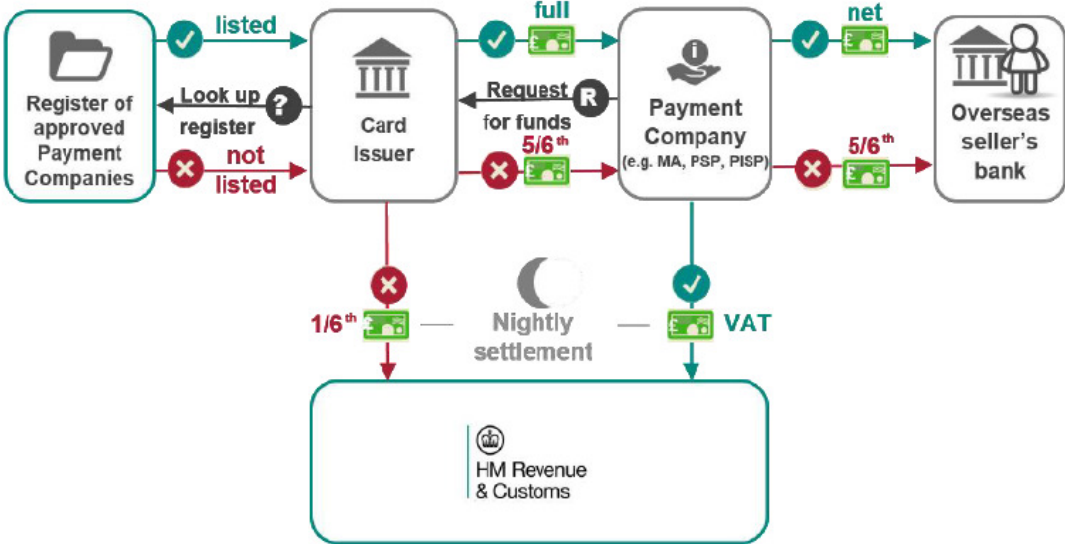 listed
full
net
Register of
approved
Payment
Companies
Look up
?
register
not
listed
Card
Issuer
Request
R
for funds
5/6th
i
Payment
Company
(e.g. MA, PSP, PISP)
5/6th
Overseas
seller's
bank
1/6th
£
Nightly
settlement
£
VAT
£
£
£
£
HM Revenue
& Customs